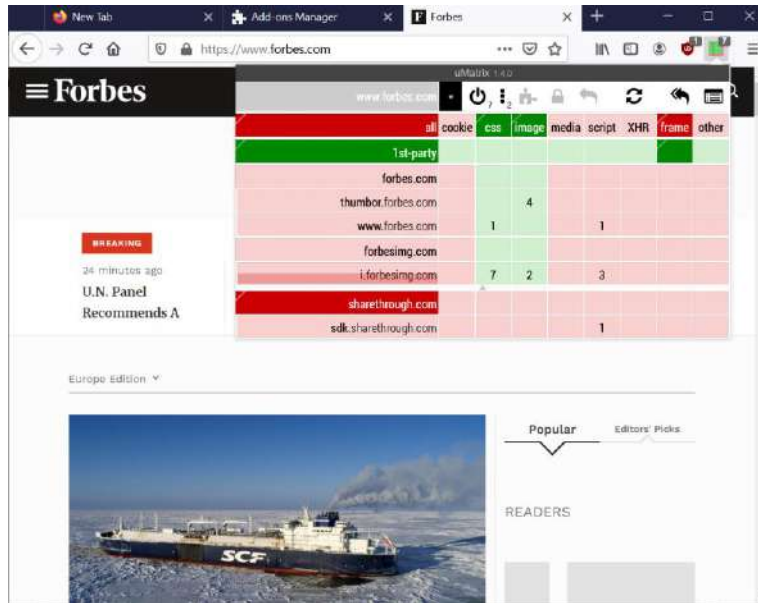 New Tab
Add-ons Manager
F Forbes
https://www.forbes.com
7
uMatrix 1.4.0
Forbes
www.forbes.com
7 2
all cookie css image media script XHR frame other
1st-party
forbes.com
thumbor.forbes.com 4
www.forbes.com 1 1
forbesimg.com
i.forbesimg.com 7 2 3
sharethrough.com
sdk.sharethrough.com 1
BREAKING
24 minutes ago
U.N. Panel
Recommends A
Europe Edition
Popular Editors' Picks
READERS
SCF